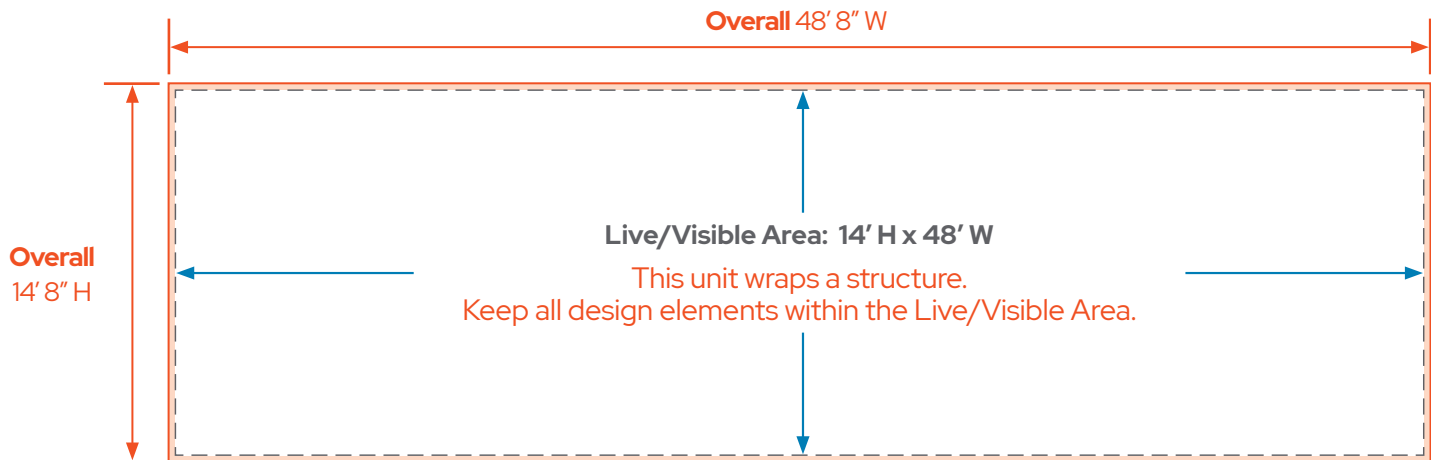 Overall 48′ 8″ W
Live/Visible Area: 14′ H x 48′ W
Overall
14′ 8″ H
This unit wraps a structure.
Keep all design elements within the Live/Visible Area.